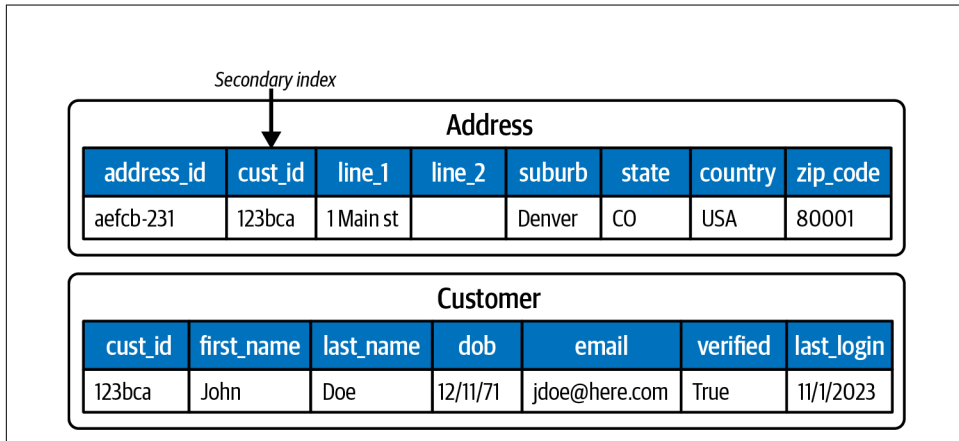 Secondary index
Address
address_id cust_id line_1 line_2 suburb state country zip_code
aefcb-231 123bca 1 Main st Denver CO USA 80001
Customer
cust_id first_name last_name dob email verified last_login
123bca John Doe 12/11/71 jdoe@here.com True 11/1/2023